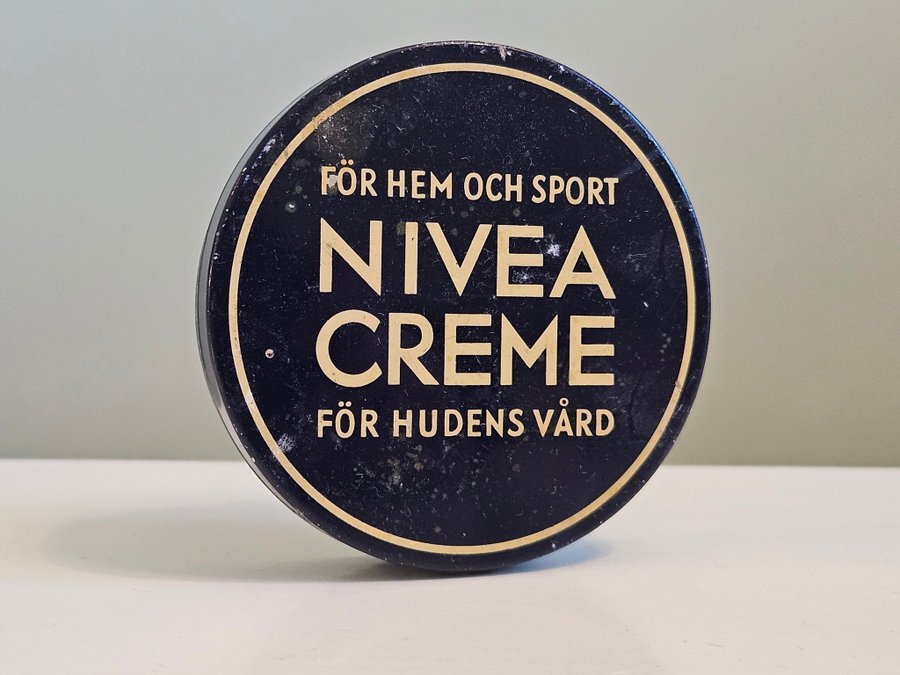 FÖR HEM OCH SPORT
NIVEA
CREME
FÖR HUDENS VÅRD